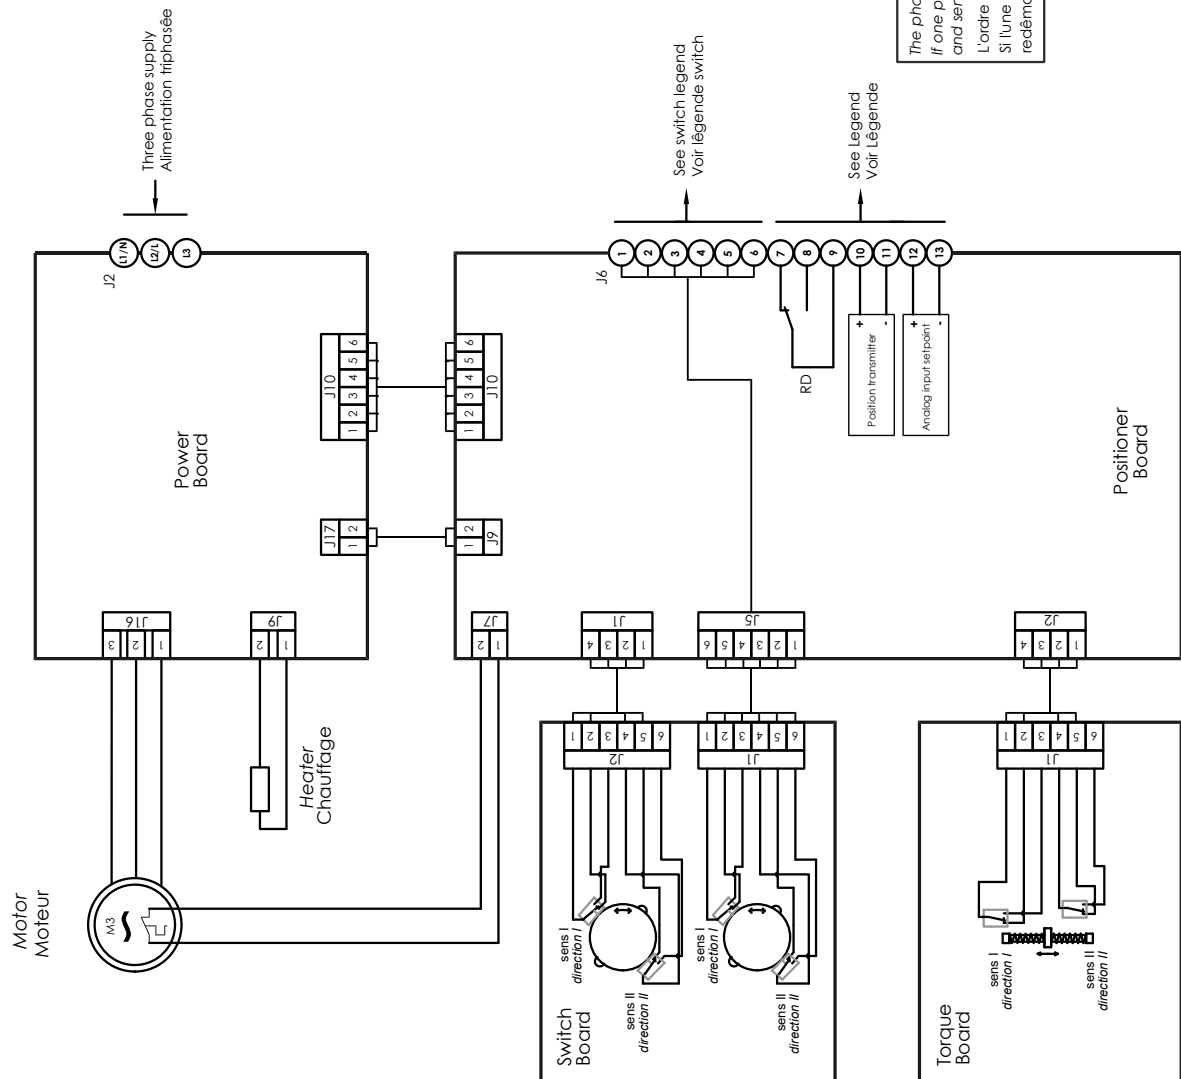 Motor
Moteur
M3
Three phase supply
Alimentation triphasée
J2
L1/N
L2/L
L3
Power
Board
J16
3
2
1
J9
2
1
Heater
Chauffage
J17
1 2
J10
1 2 3 4 5 6
J9
1 2
J10
1 2 3 4 5 6
J7
2
1
J1
4
3
2
1
J5
6
5
4
3
2
1
J2
4
3
2
1
J6
1
2
3
4
5
6
7
8
9
10
11
12
13
See switch legend
Voir légende switch
See Legend
Voir Légende
RD
Position transmitter
+
-
Analog input setpoint
+
-
Positioner
Board
Switch
Board
J2
1
2
3
4
5
6
sens I
direction I
sens II
direction II
J1
1
2
3
4
5
6
sens I
direction I
sens II
direction II
Torque
Board
J1
1
2
3
4
5
6
sens I
direction I
sens II
direction II
The
If one
and
L'ordre
Si l'une